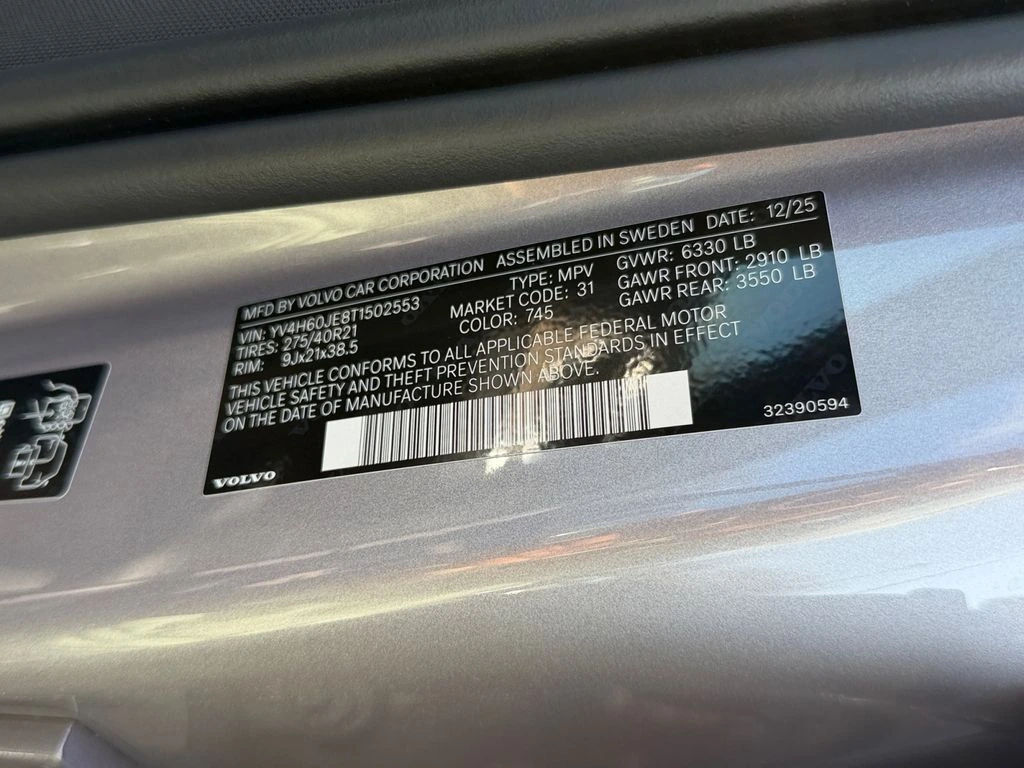 MFD BY VOLVO CAR CORPORATION ASSEMBLED IN SWEDEN DATE: 12/25
VIN: YV4H60JE8T1502553 TYPE: MPV GVWR: 6330 LB
TIRES: 275/40R21 MARKET CODE: 31 GAWR FRONT: 2910 LB
RIM: 9Jx21x38.5 COLOR: 745 GAWR REAR: 3550 LB
THIS VEHICLE CONFORMS TO ALL APPLICABLE FEDERAL MOTOR
VEHICLE SAFETY AND THEFT PREVENTION STANDARDS IN EFFECT
ON THE DATE OF MANUFACTURE SHOWN ABOVE.
VOLVO
32390594